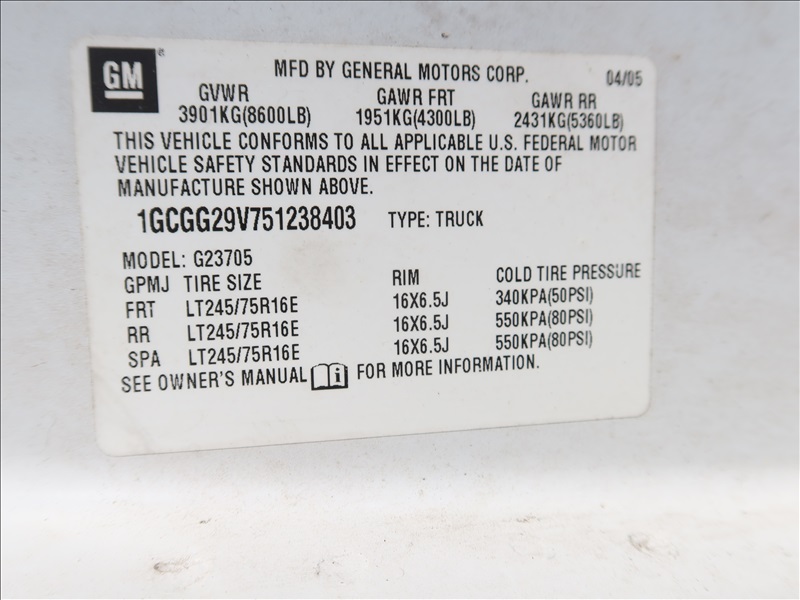 GM® MFD BY GENERAL MOTORS CORP. 04/05
GVWR GAWR FRT GAWR RR
3901KG(8600LB) 1951KG(4300LB) 2431KG(5360LB)
THIS VEHICLE CONFORMS TO ALL APPLICABLE U.S. FEDERAL MOTOR
VEHICLE SAFETY STANDARDS IN EFFECT ON THE DATE OF
MANUFACTURE SHOWN ABOVE.
1GCGG29V751238403 TYPE: TRUCK
MODEL: G23705
GPMJ TIRE SIZE RIM COLD TIRE PRESSURE
FRT LT245/75R16E 16X6.5J 340KPA(50PSI)
RR LT245/75R16E 16X6.5J 550KPA(80PSI)
SPA LT245/75R16E 16X6.5J 550KPA(80PSI)
SEE OWNER'S MANUAL i FOR MORE INFORMATION.